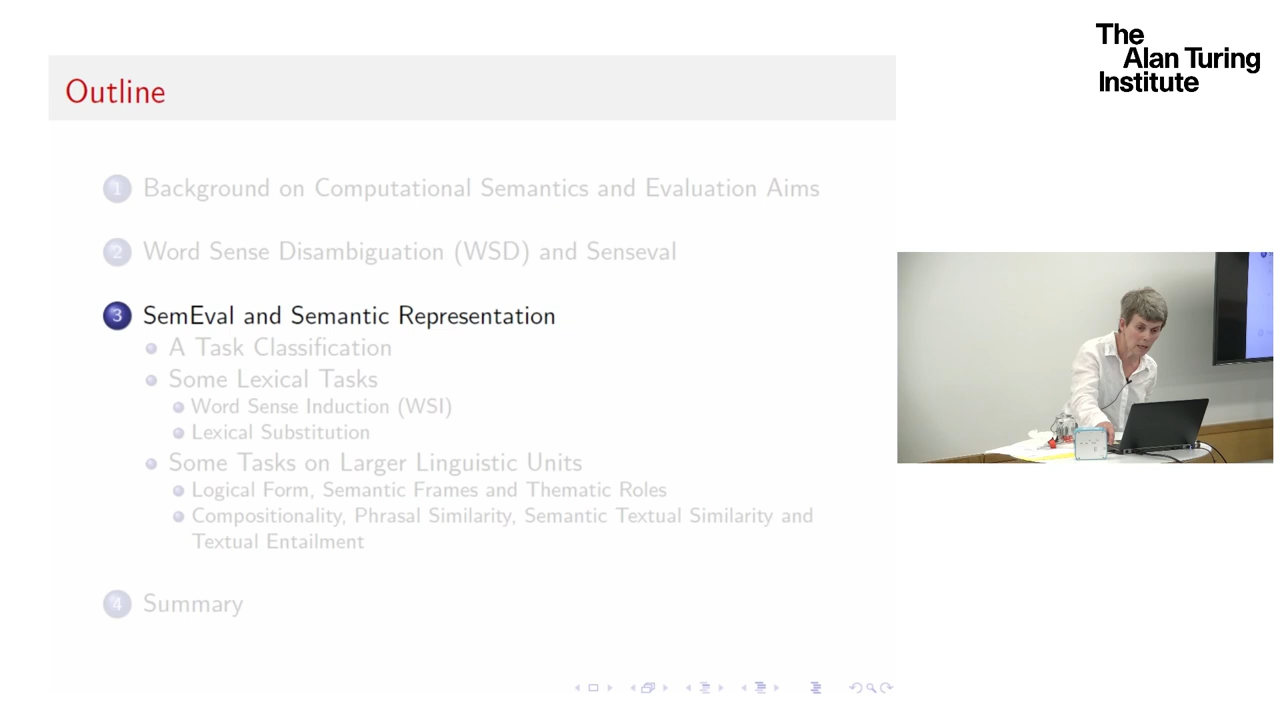 The
Alan Turing
Institute
Outline
1 Background on Computational Semantics and Evaluation Aims
2 Word Sense Disambiguation (WSD) and Senseval
3 SemEval and Semantic Representation
A Task Classification
Some Lexical Tasks
Word Sense Induction (WSI)
Lexical Substitution
Some Tasks on Larger Linguistic Units
Logical Form, Semantic Frames and Thematic Roles
Compositionality, Phrasal Similarity, Semantic Textual Similarity and
Textual Entailment
4 Summary